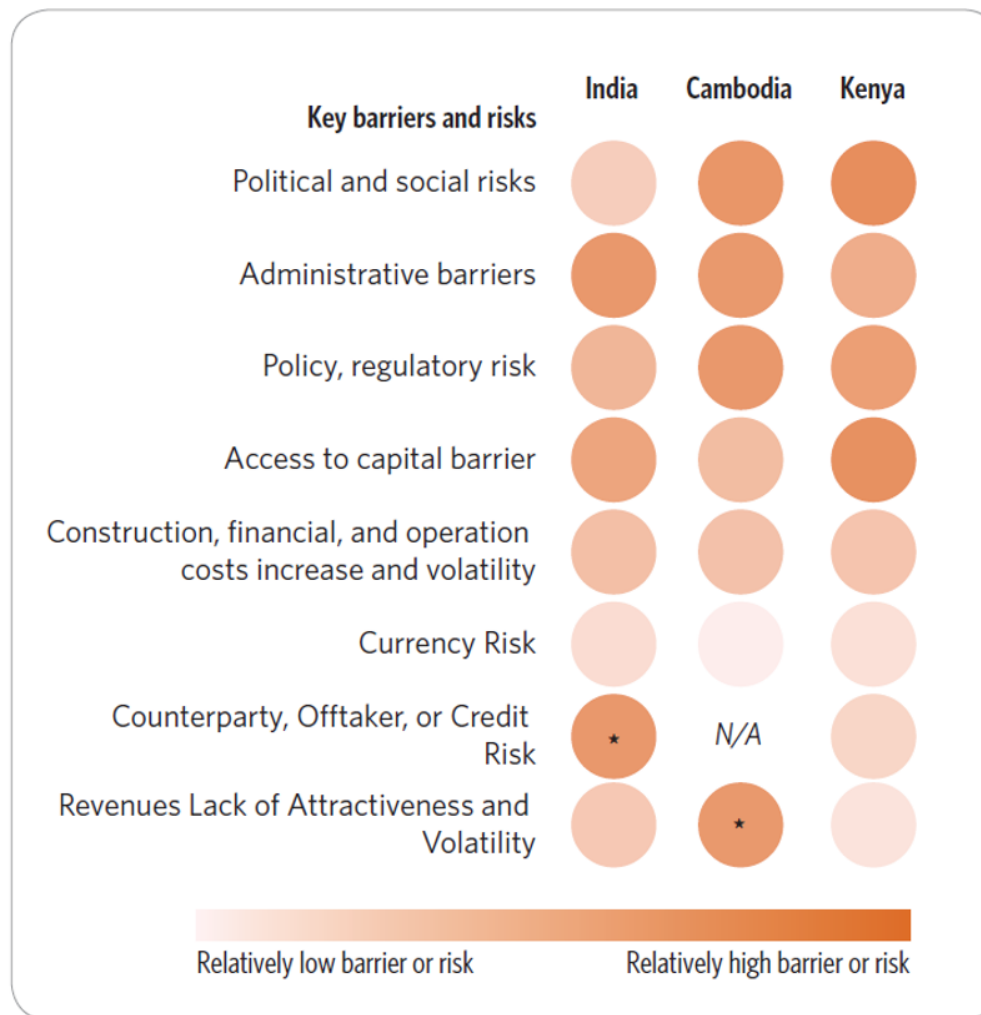 India Cambodia Kenya
Key barriers and risks
Political and social risks
Administrative barriers
Policy, regulatory risk
Access to capital barrier
Construction, financial, and operation
costs increase and volatility
Currency Risk
Counterparty, Offtaker, or Credit
Risk
★ N/A
Revenues Lack of Attractiveness and
Volatility
★
Relatively low barrier or risk Relatively high barrier or risk